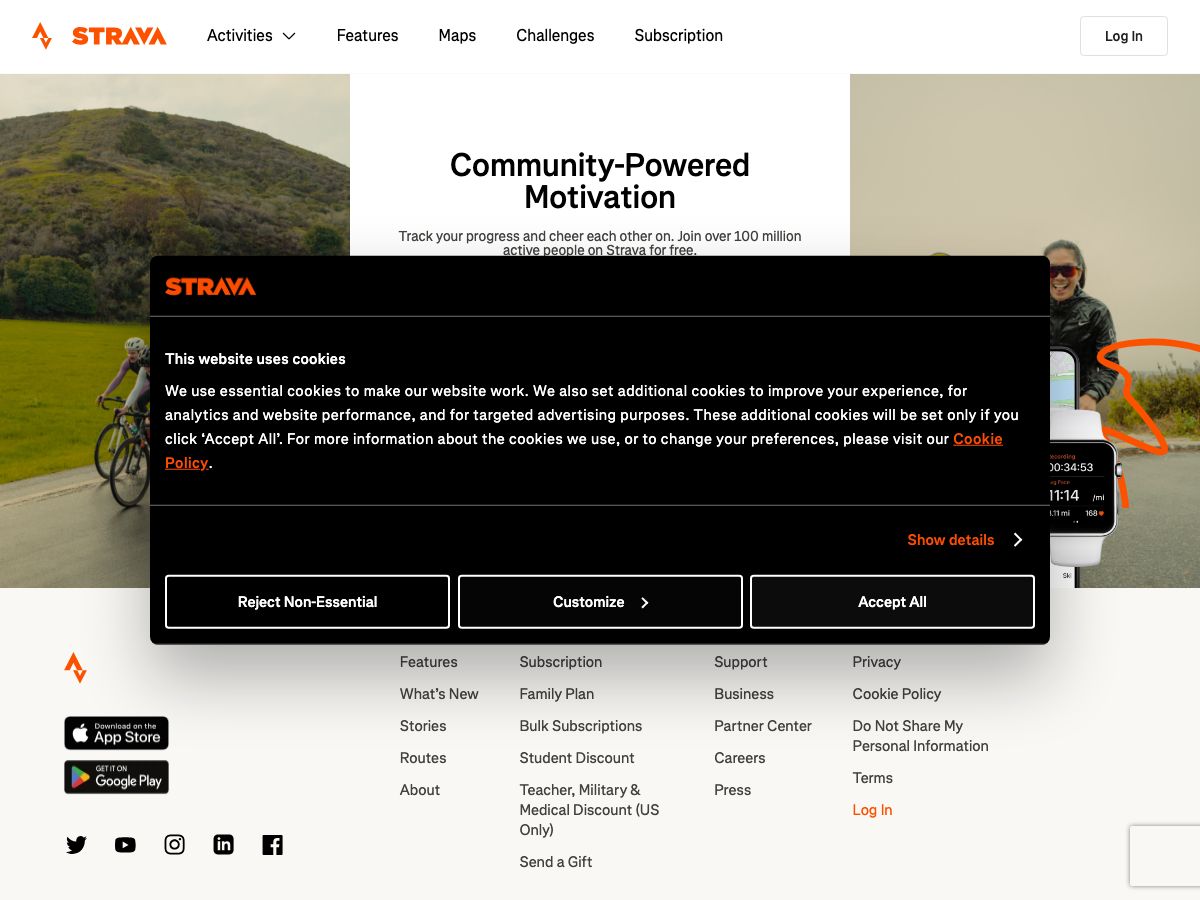 STRAVA
Activities
Features
Maps
Challenges
Subscription
Log In
Community-Powered
Motivation
Track your progress and cheer each other on. Join over 100 million
active people on Strava for free.
STRAVA
This website uses cookies
We use essential cookies to make our website work. We also set additional cookies to improve your experience, for
analytics and website performance, and for targeted advertising purposes. These additional cookies will be set only if you
click ‘Accept All’. For more information about the cookies we use, or to change your preferences, please visit our Cookie
Policy.
Show details
Reject Non-Essential
Customize
Accept All
00:34:53
11:14 /mi
168
Features
What’s New
Stories
Routes
About
Subscription
Family Plan
Bulk Subscriptions
Student Discount
Teacher, Military &
Medical Discount (US
Only)
Send a Gift
Support
Business
Partner Center
Careers
Press
Privacy
Cookie Policy
Do Not Share My
Personal Information
Terms
Log In
Download on the
App Store
GET IT ON
Google Play